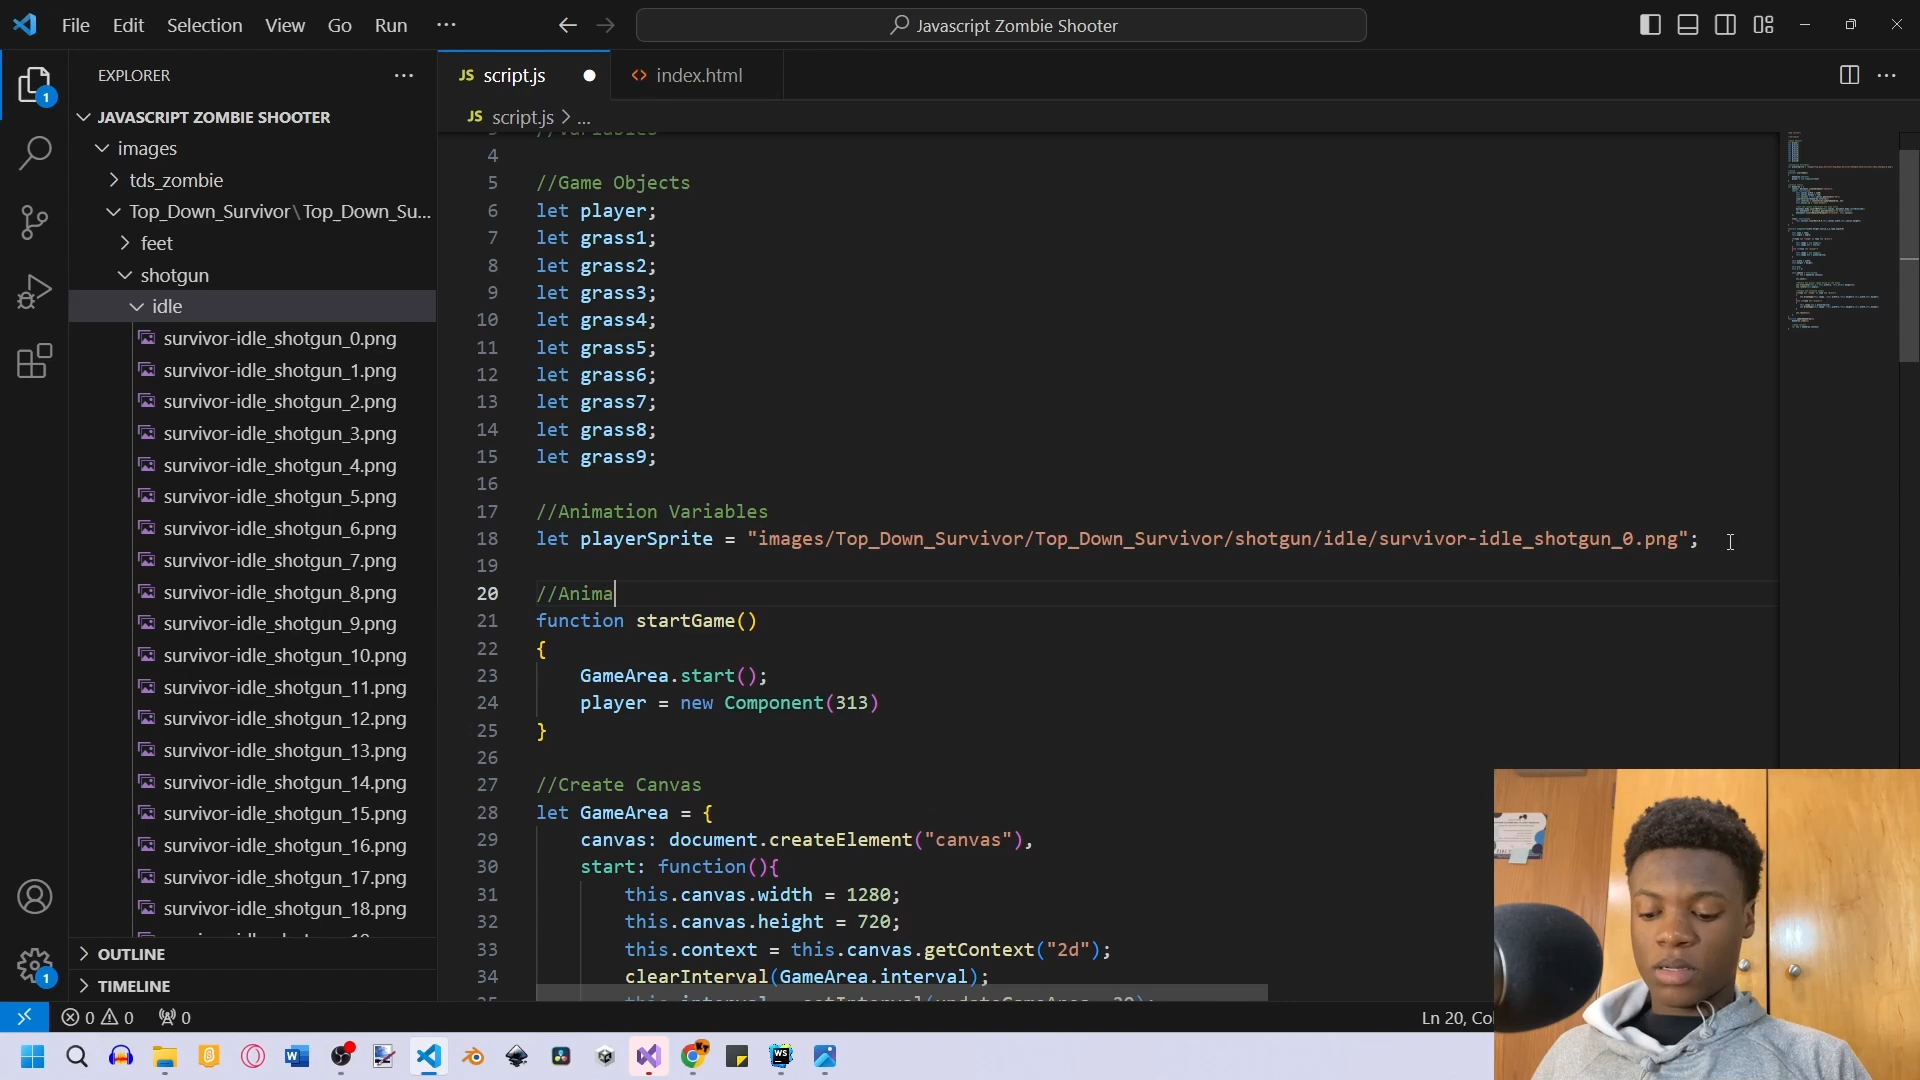 File Edit Selection View Go Run ···
Javascript Zombie Shooter
EXPLORER
JAVASCRIPT ZOMBIE SHOOTER
images
tds_zombie
Top_Down_Survivor\Top_Down_Su...
feet
shotgun
idle
survivor-idle_shotgun_0.png
survivor-idle_shotgun_1.png
survivor-idle_shotgun_2.png
survivor-idle_shotgun_3.png
survivor-idle_shotgun_4.png
survivor-idle_shotgun_5.png
survivor-idle_shotgun_6.png
survivor-idle_shotgun_7.png
survivor-idle_shotgun_8.png
survivor-idle_shotgun_9.png
survivor-idle_shotgun_10.png
survivor-idle_shotgun_11.png
survivor-idle_shotgun_12.png
survivor-idle_shotgun_13.png
survivor-idle_shotgun_14.png
survivor-idle_shotgun_15.png
survivor-idle_shotgun_16.png
survivor-idle_shotgun_17.png
survivor-idle_shotgun_18.png
OUTLINE
TIMELINE
JS script.js
<> index.html
JS script.js > ...
3 //Variables
4
5 //Game Objects
6 let player;
7 let grass1;
8 let grass2;
9 let grass3;
10 let grass4;
11 let grass5;
12 let grass6;
13 let grass7;
14 let grass8;
15 let grass9;
16
17 //Animation Variables
18 let playerSprite = "images/Top_Down_Survivor/Top_Down_Survivor/shotgun/idle/survivor-idle_shotgun_0.png";
19
20 //Anima
21 function startGame()
22 {
23 GameArea.start();
24 player = new Component(313)
25 }
26
27 //Create Canvas
28 let GameArea = {
29 canvas: document.createElement("canvas"),
30 start: function(){
31 this.canvas.width = 1280;
32 this.canvas.height = 720;
33 this.context = this.canvas.getContext("2d");
34 clearInterval(GameArea.interval);
35 this.interval = setInterval(updateGameArea, 20);
1
1
0 0 0
Ln 20, Co
WS